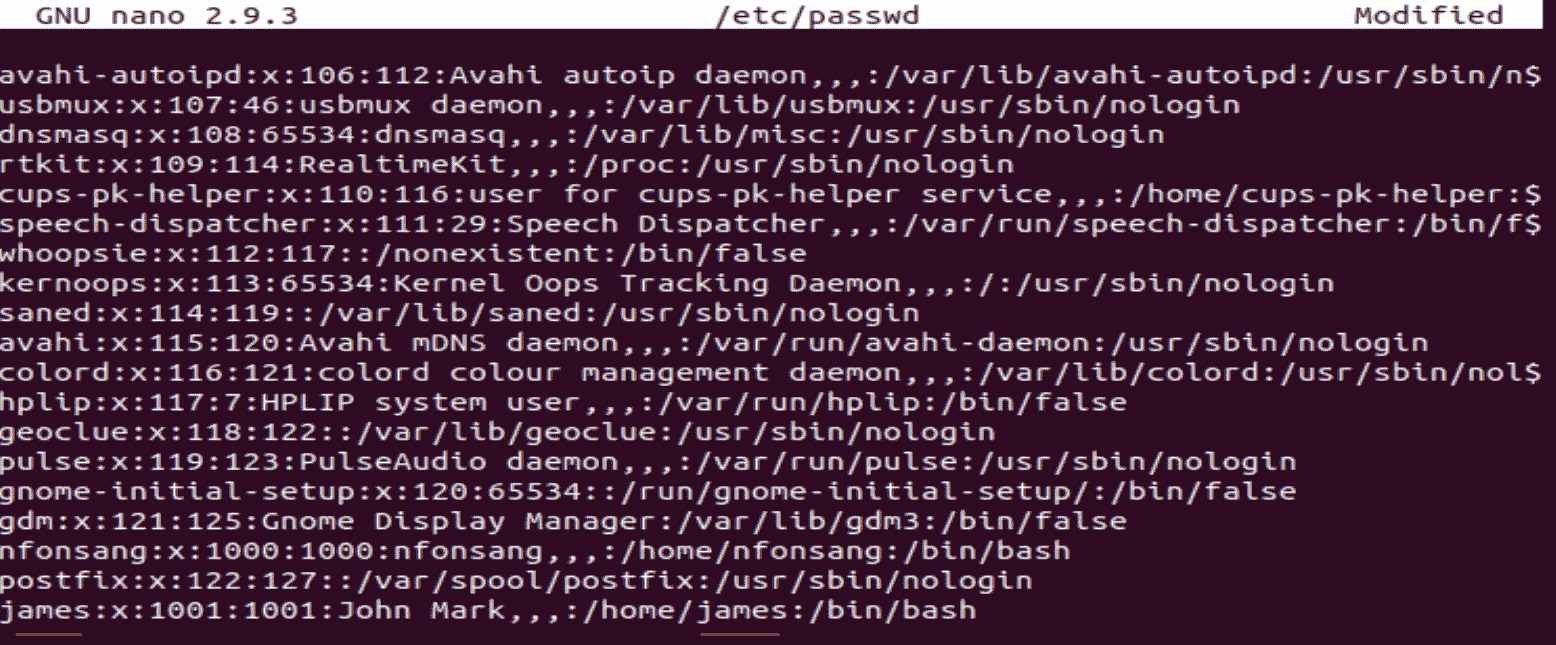 GNU nano 2.9.3 /etc/passwd Modified
avahi-autoipd:x:106:112:Avahi autoip daemon,,,:/var/lib/avahi-autoipd:/usr/sbin/n$
usbmux:x:107:46:usbmux daemon,,,:/var/lib/usbmux:/usr/sbin/nologin
dnsmasq:x:108:65534:dnsmasq,,,:/var/lib/misc:/usr/sbin/nologin
rtkit:x:109:114:RealtimeKit,,,:/proc:/usr/sbin/nologin
cups-pk-helper:x:110:116:user for cups-pk-helper service,,,:/home/cups-pk-helper:$
speech-dispatcher:x:111:29:Speech Dispatcher,,,:/var/run/speech-dispatcher:/bin/f$
whoopsie:x:112:117::/nonexistent:/bin/false
kernoops:x:113:65534:Kernel Oops Tracking Daemon,,,:/:/usr/sbin/nologin
saned:x:114:119::/var/lib/saned:/usr/sbin/nologin
avahi:x:115:120:Avahi mDNS daemon,,,:/var/run/avahi-daemon:/usr/sbin/nologin
colord:x:116:121:colord colour management daemon,,,:/var/lib/colord:/usr/sbin/nol$
hplip:x:117:7:HPLIP system user,,,:/var/run/hplip:/bin/false
geoclue:x:118:122::/var/lib/geoclue:/usr/sbin/nologin
pulse:x:119:123:PulseAudio daemon,,,:/var/run/pulse:/usr/sbin/nologin
gnome-initial-setup:x:120:65534::/run/gnome-initial-setup/:/bin/false
gdm:x:121:125:Gnome Display Manager:/var/lib/gdm3:/bin/false
nfonsang:x:1000:1000:nfonsang,,,:/home/nfonsang:/bin/bash
postfix:x:122:127::/var/spool/postfix:/usr/sbin/nologin
james:x:1001:1001:John Mark,,,:/home/james:/bin/bash